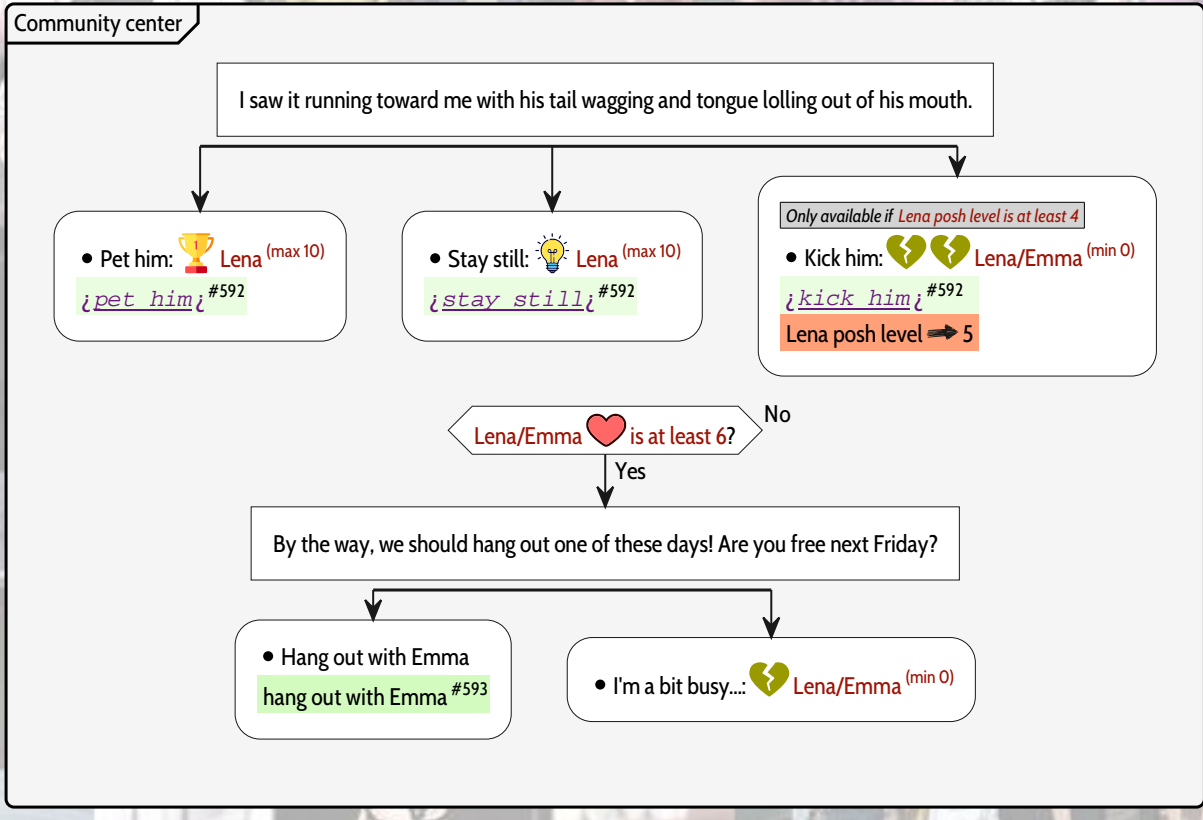 Community center
I saw it running toward me with his tail wagging and tongue lolling out of his mouth.
• Pet him: 1 Lena (max 10)
¿pet him¿ #592
• Stay still: Lena (max 10)
¿stay still¿ #592
Only available if Lena posh level is at least 4
• Kick him: Lena/Emma (min 0)
¿kick him¿ #592
Lena posh level 5
Lena/Emma is at least 6?
No
Yes
By the way, we should hang out one of these days! Are you free next Friday?
• Hang out with Emma
hang out with Emma #593
• I'm a bit busy...: Lena/Emma (min 0)